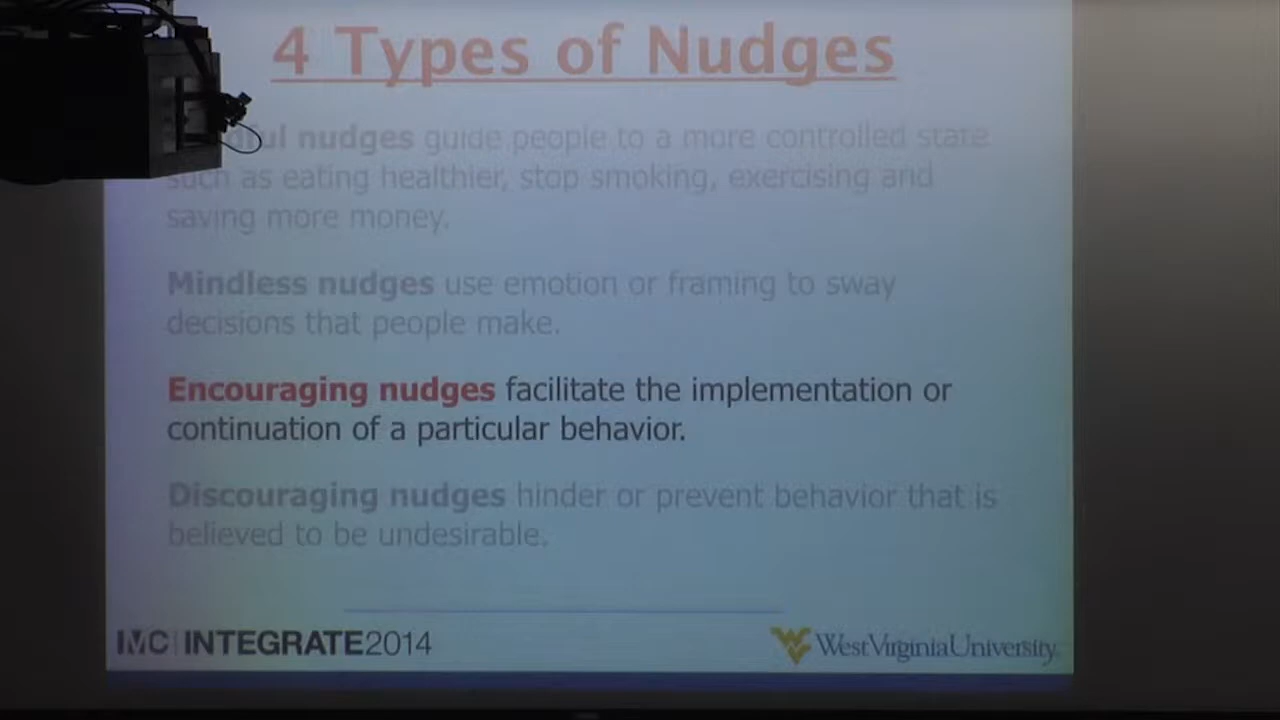 4 Types of Nudges
dful nudges guide people to a more controlled state
such as eating healthier, stop smoking, exercising and
saving more money.
Mindless nudges use emotion or framing to sway
decisions that people make.
Encouraging nudges facilitate the implementation or
continuation of a particular behavior.
Discouraging nudges hinder or prevent behavior that is
believed to be undesirable.
IMC INTEGRATE2014
WestVirginiaUniversity